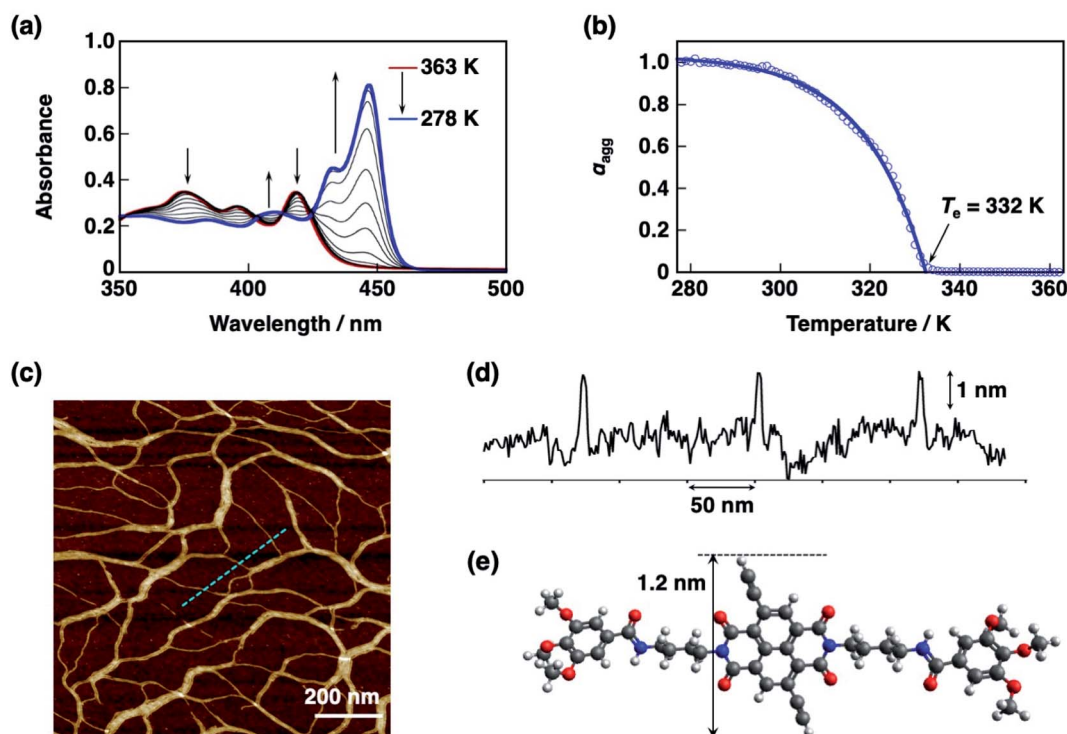 (a)
Absorbance
1.0
0.8
0.6
0.4
0.2
0
350
400
450
500
Wavelength / nm
363 K
278 K
(b)
αagg
1.0
0.8
0.6
0.4
0.2
0
280
300
320
340
360
Temperature / K
Te = 332 K
(c)
200 nm
(d)
1 nm
50 nm
(e)
1.2 nm